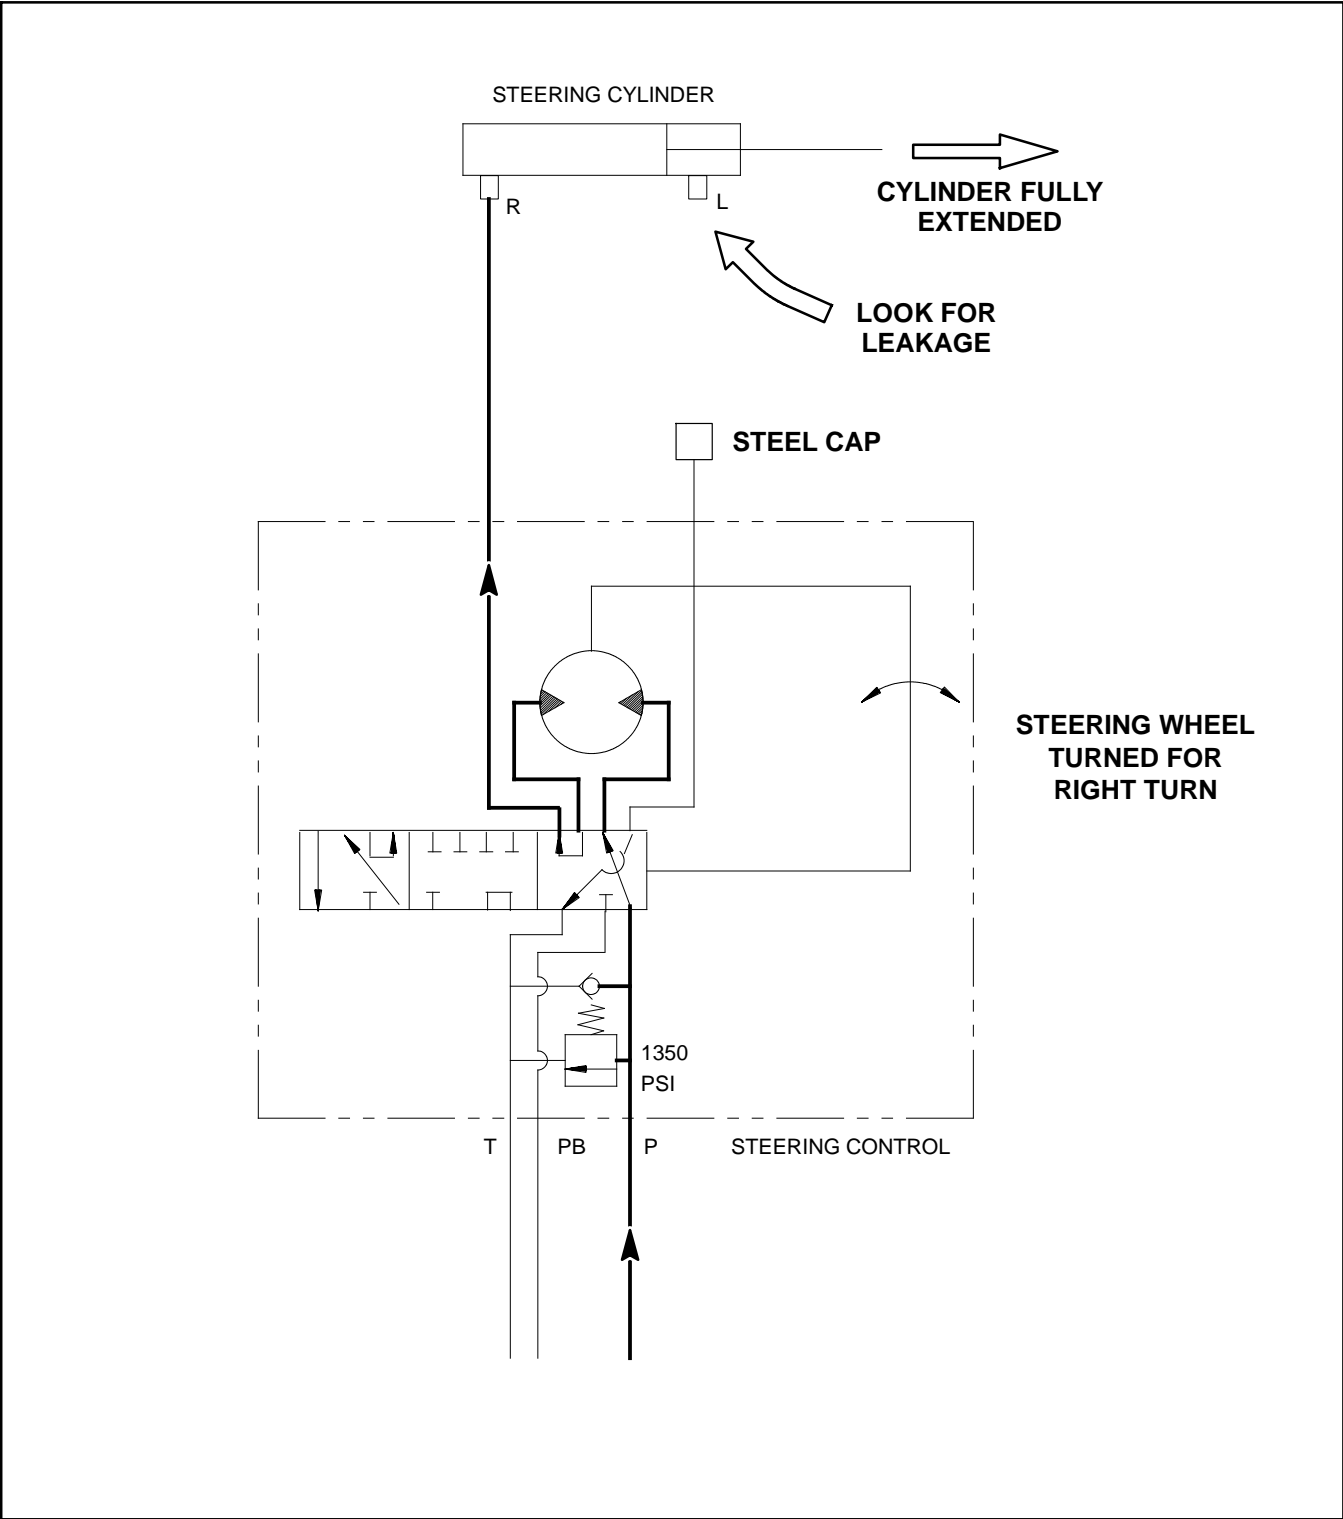 STEERING CYLINDER
CYLINDER FULLY
EXTENDED
R
L
LOOK FOR
LEAKAGE
STEEL CAP
STEERING WHEEL
TURNED FOR
RIGHT TURN
1350
PSI
T
PB
P
STEERING CONTROL